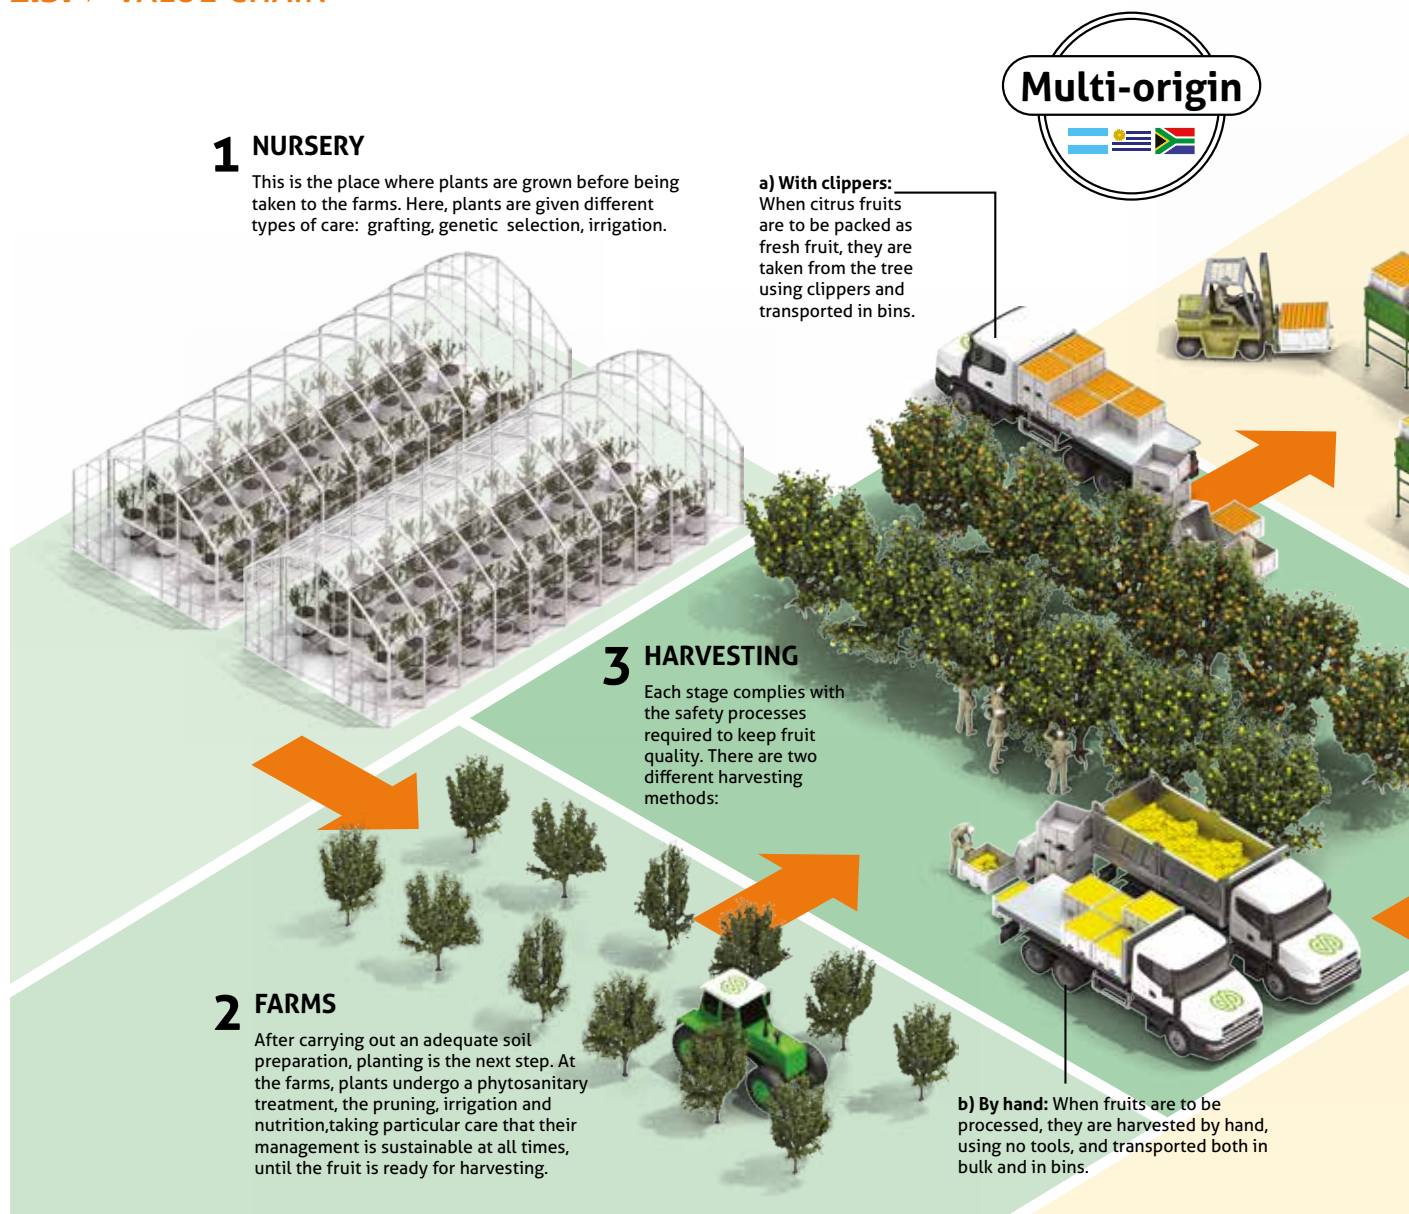 VALUE CHAIN
Multi-origin
1 NURSERY
This is the place where plants are grown before being
taken to the farms. Here, plants are given different
types of care: grafting, genetic selection, irrigation.
a) With clippers:
When citrus fruits
are to be packed as
fresh fruit, they are
taken from the tree
using clippers and
transported in bins.
3 HARVESTING
Each stage complies with
the safety processes
required to keep fruit
quality. There are two
different harvesting
methods:
2 FARMS
After carrying out an adequate soil
preparation, planting is the next step. At
the farms, plants undergo a phytosanitary
treatment, the pruning, irrigation and
nutrition,taking particular care that their
management is sustainable at all times,
until the fruit is ready for harvesting.
b) By hand: When fruits are to be
processed, they are harvested by hand,
using no tools, and transported both in
bulk and in bins.